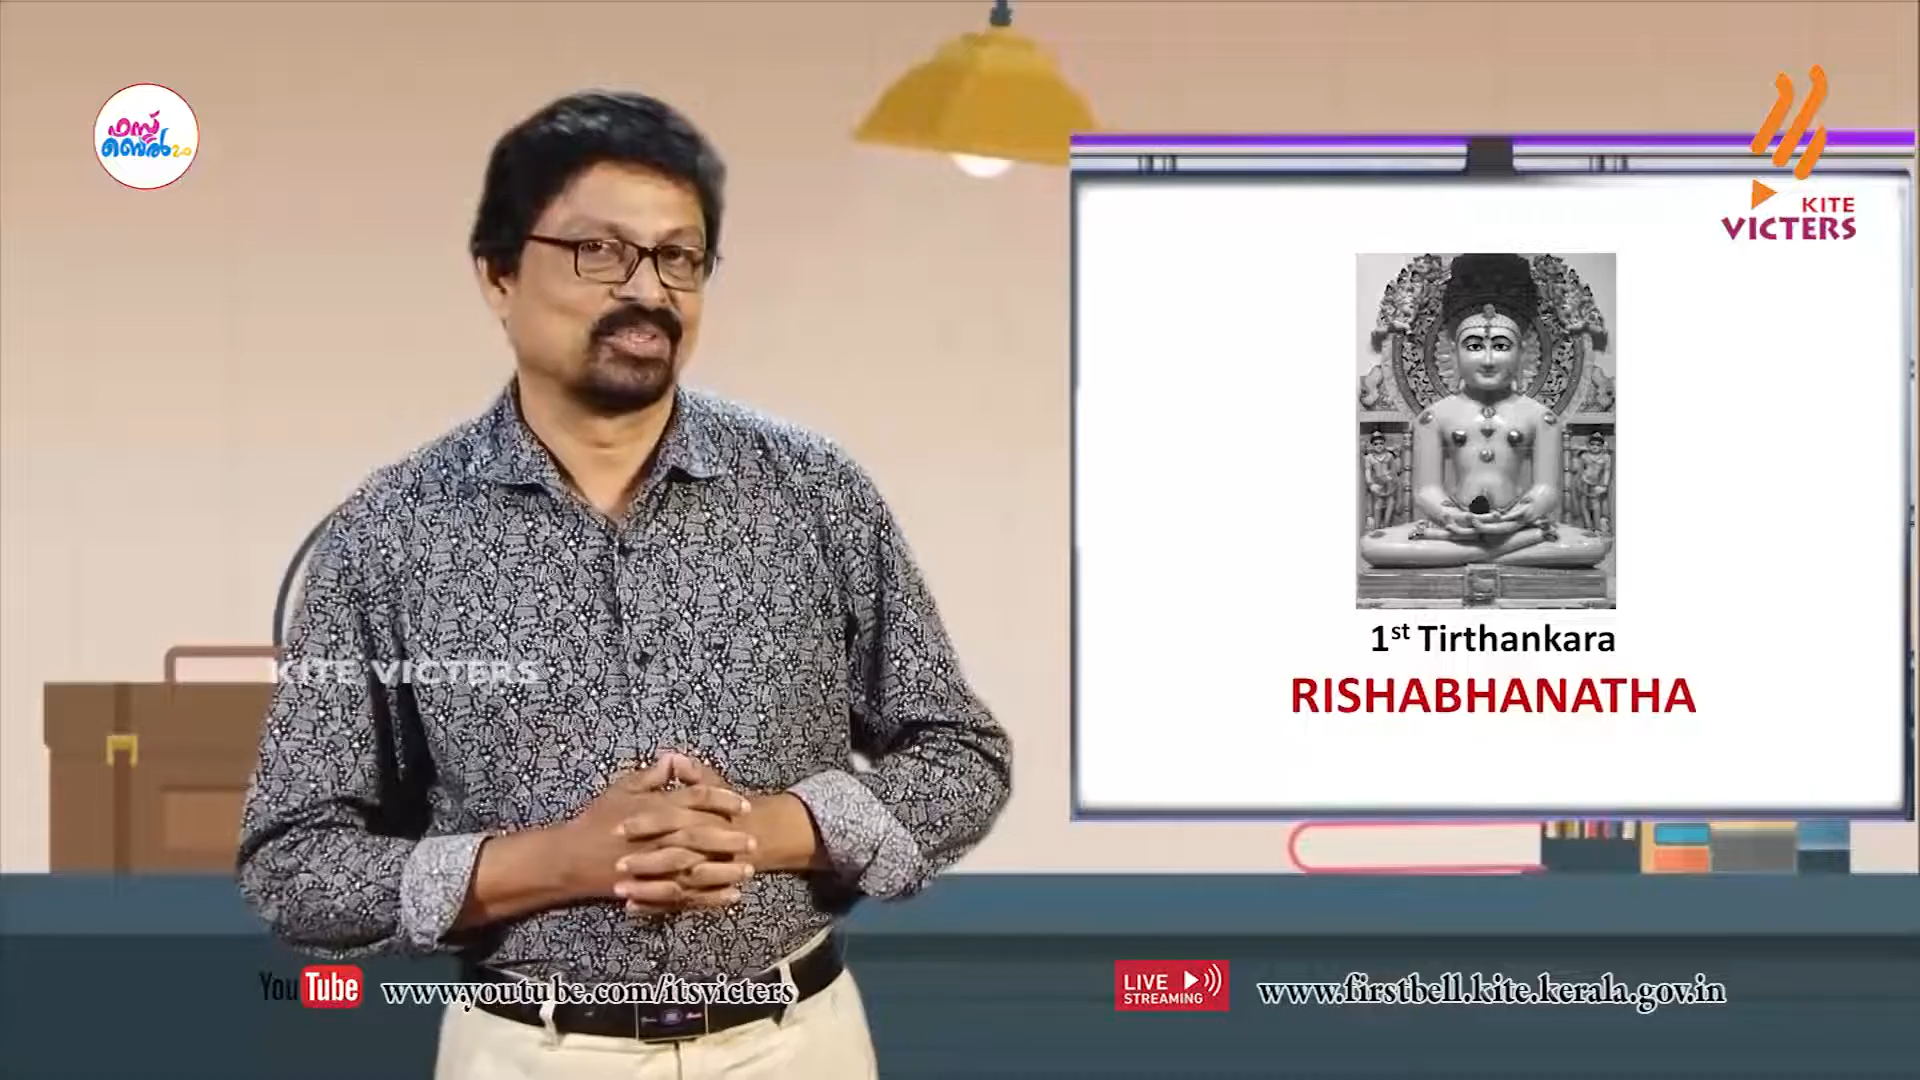 ഫസ്റ്റ്
ബെൽ 2.0
KITE
VICTERS
1st Tirthankara
RISHABHANATHA
KITE VICTERS
YouTube www.youtube.com/itsvicters
LIVE STREAMING www.firstbell.kite.kerala.gov.in